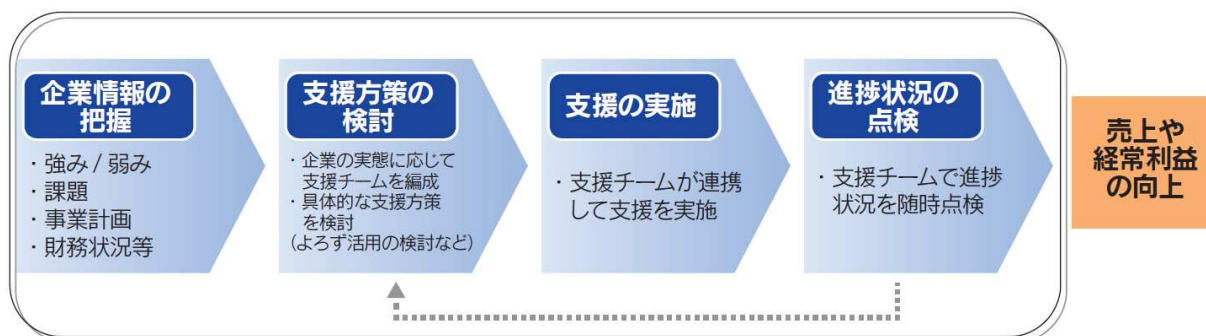 企業情報の
把握
・強み / 弱み
・課題
・事業計画
・財務状況等
支援方策の
検討
・企業の実態に応じて
支援チームを編成
・具体的な支援方策
を検討
（よろず活用の検討など）
支援の実施
・支援チームが連携
して支援を実施
進捗状況の
点検
・支援チームで進捗
状況を随時点検
売上や
経常利益
の向上